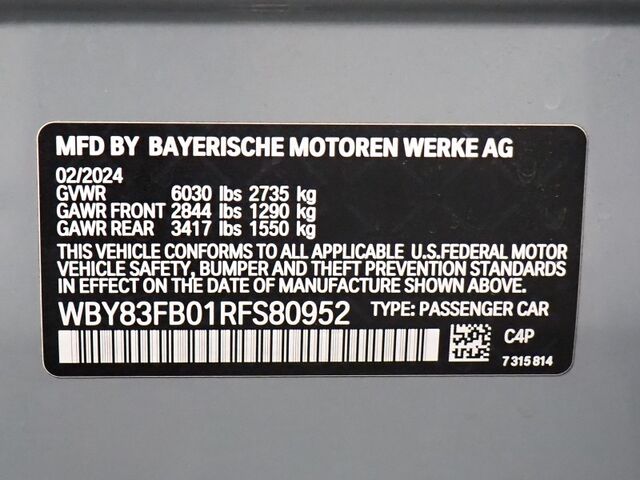 MFD BY BAYERISCHE MOTOREN WERKE AG
02/2024
GVWR 6030 lbs 2735 kg
GAWR FRONT 2844 lbs 1290 kg
GAWR REAR 3417 lbs 1550 kg
THIS VEHICLE CONFORMS TO ALL APPLICABLE U.S.FEDERAL MOTOR
VEHICLE SAFETY, BUMPER AND THEFT PREVENTION STANDARDS
IN EFFECT ON THE DATE OF MANUFACTURE SHOWN ABOVE.
WBY83FB01RFS80952 TYPE: PASSENGER CAR
C4P
7 315 814